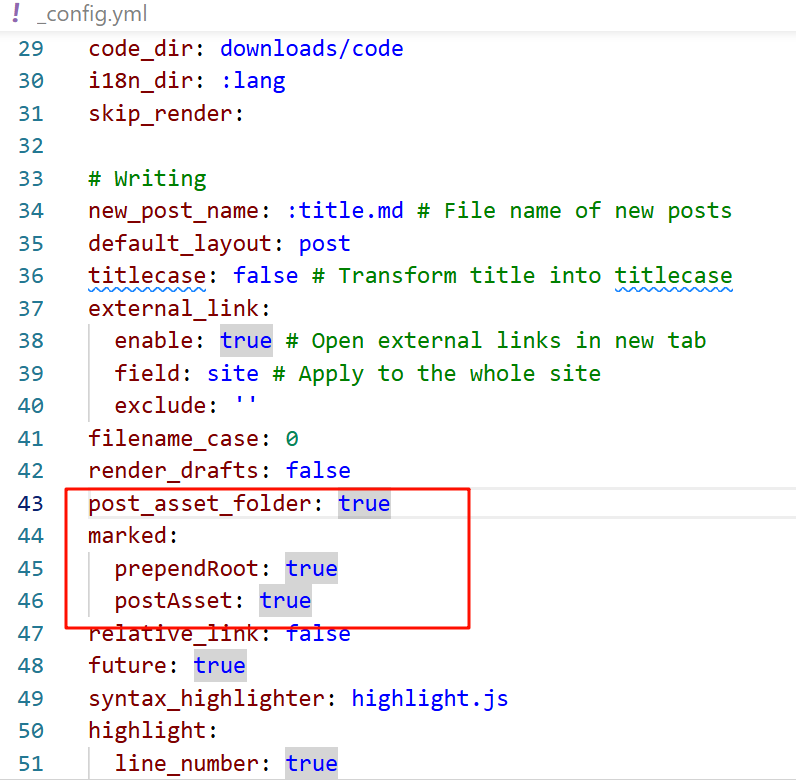 ! _config.yml
29 code_dir: downloads/code
30 i18n_dir: :lang
31 skip_render:
32
33 # Writing
34 new_post_name: :title.md # File name of new posts
35 default_layout: post
36 titlecase: false # Transform title into titlecase
37 external_link:
38 enable: true # Open external links in new tab
39 field: site # Apply to the whole site
40 exclude: ''
41 filename_case: 0
42 render_drafts: false
43 post_asset_folder: true
44 marked:
45 prependRoot: true
46 postAsset: true
47 relative_link: false
48 future: true
49 syntax_highlighter: highlight.js
50 highlight:
51 line_number: true